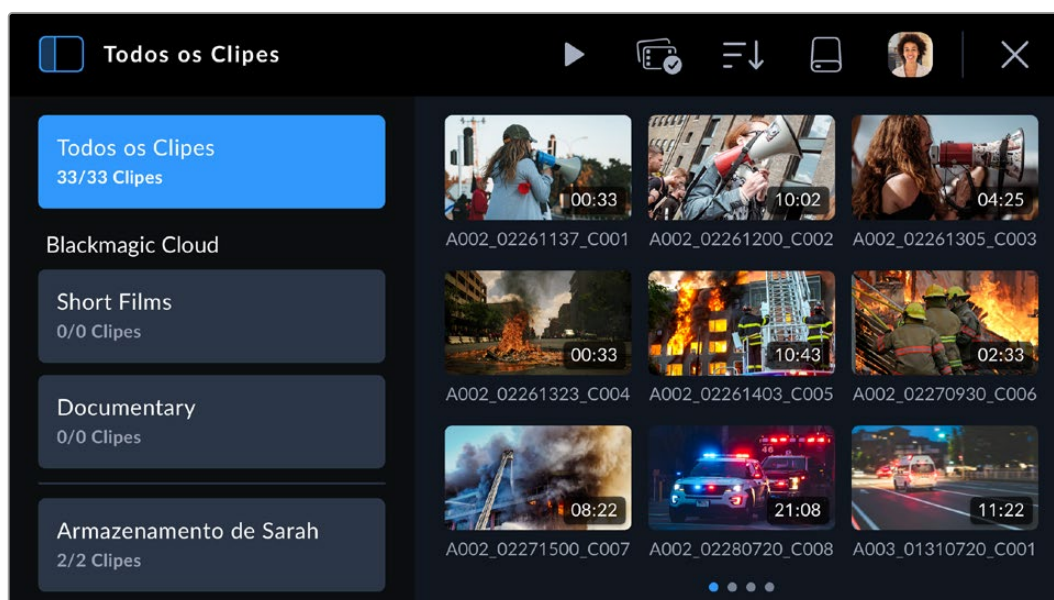 Todos os Clipes
Todos os Clipes
33/33 Clipes
Blackmagic Cloud
Short Films
0/0 Clipes
Documentary
0/0 Clipes
Armazenamento de Sarah
2/2 Clipes
00:33
10:02
04:25
A002_02261137_C001
A002_02261200_C002
A002_02261305_C003
00:33
10:43
02:33
A002_02261323_C004
A002_02261403_C005
A002_02270930_C006
08:22
21:08
11:22
A002_02271500_C007
A002_02280720_C008
A003_01310720_C001